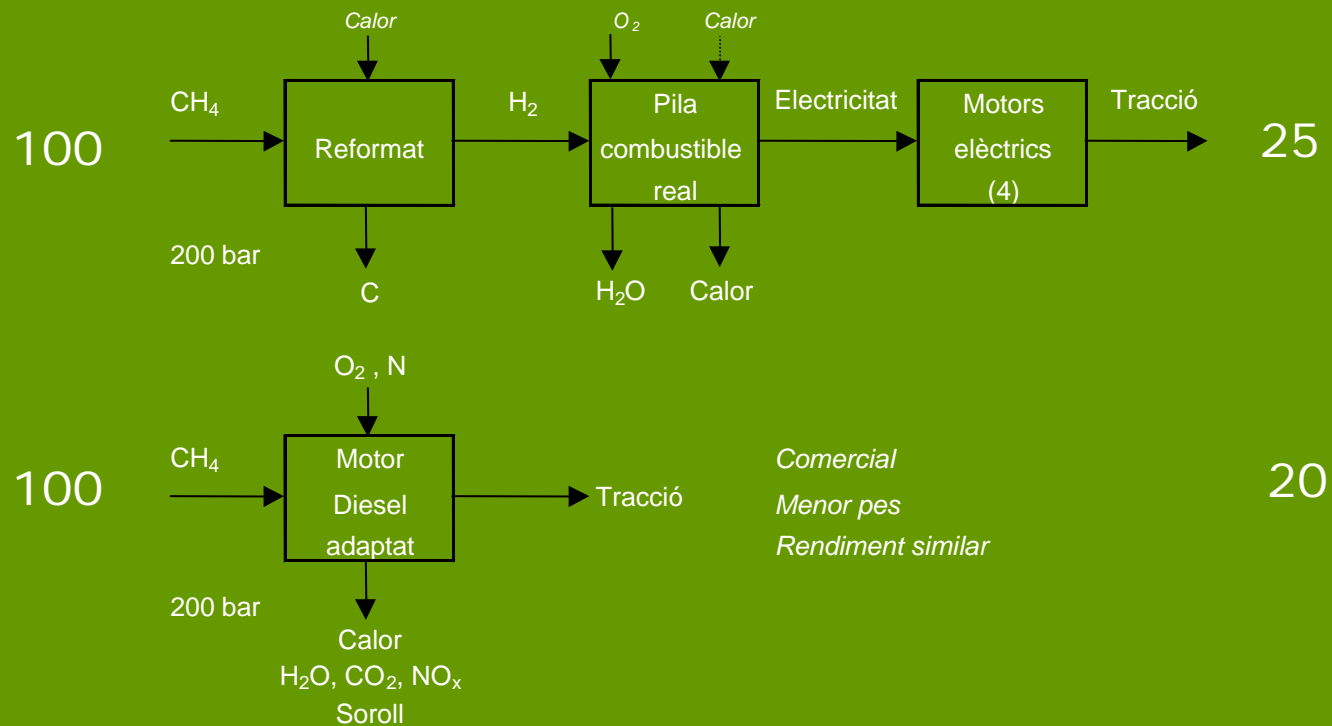 Calor
O₂
Calor
CH₄
H₂
Electricitat
Tracció
100
Reformat
Pila
combustible
real
Motors
elèctrics
(4)
25
200 bar
C
H₂O
Calor
O₂ , N
100
CH₄
Motor
Diesel
adaptat
Tracció
Comercial
Menor pes
Rendiment similar
20
200 bar
Calor
H₂O, CO₂, NOₓ
Soroll